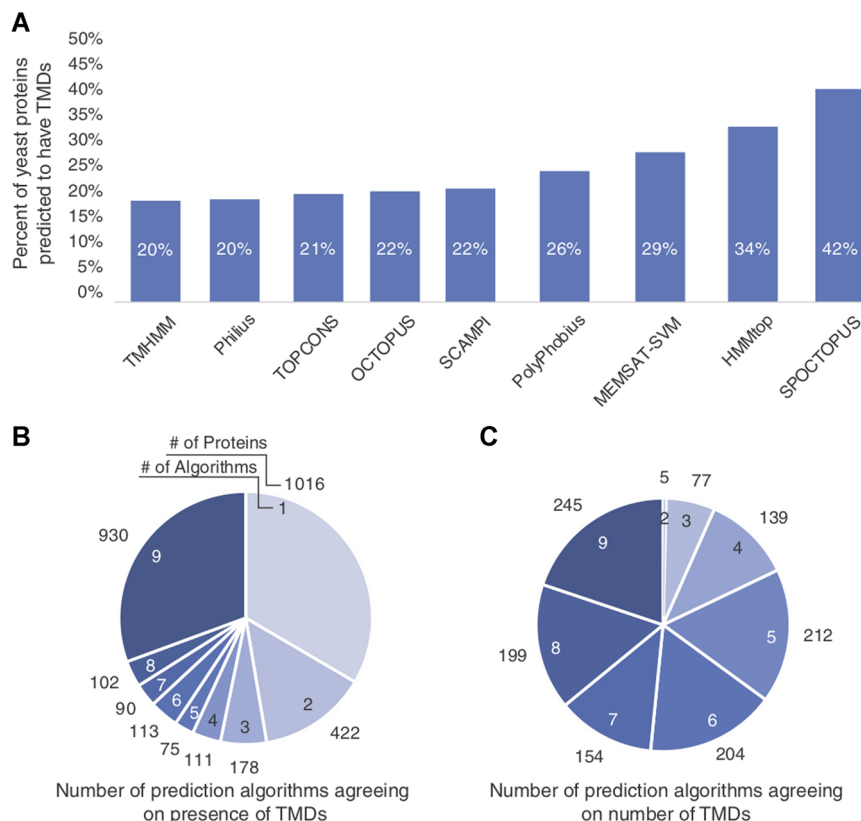 A
Percent of yeast proteins
predicted to have TMDs
50%
45%
40%
35%
30%
25%
20%
15%
10%
5%
0%
20%
20%
21%
22%
22%
26%
29%
34%
42%
TMHMM
Philius
TOPCONS
OCTOPUS
SCAMPI
PolyPhobius
MEMSAT-SVM
HMMtop
SPOCTOPUS
B
# of Proteins
# of Algorithms
1016
1
930
9
102
8
90
7
113
6
75
5
111
4
178
3
422
2
Number of prediction algorithms agreeing
on presence of TMDs
C
5
2
77
3
139
4
212
5
204
6
154
7
199
8
245
9
Number of prediction algorithms agreeing
on number of TMDs